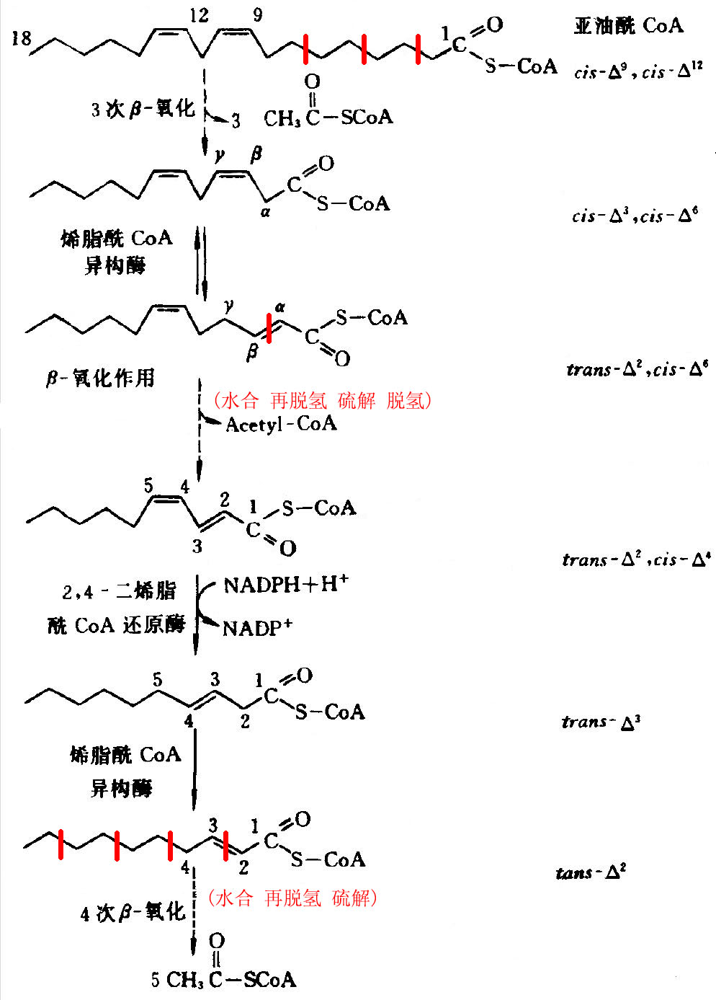 18
12
9
1
C
O
S-CoA
亚油酰 CoA
cis-Δ⁹,cis-Δ¹²
3次 β-氧化
3
O
CH₃C-SCoA
γ
β
α
C
O
S-CoA
cis-Δ³,cis-Δ⁶
烯脂酰 CoA
异构酶
γ
α
β
C
S-CoA
O
trans-Δ²,cis-Δ⁶
β-氧化作用
(水合 再脱氢 硫解 脱氢)
Acetyl-CoA
5
4
3
2
1
C
S-CoA
O
trans-Δ²,cis-Δ⁴
2,4-二烯脂
酰 CoA 还原酶
NADPH+H⁺
NADP⁺
5
4
3
2
1
C
O
S-CoA
trans-Δ³
烯脂酰 CoA
异构酶
4
3
2
1
C
O
S-CoA
tans-Δ²
4次 β-氧化
(水合 再脱氢 硫解)
O
5 CH₃C-SCoA